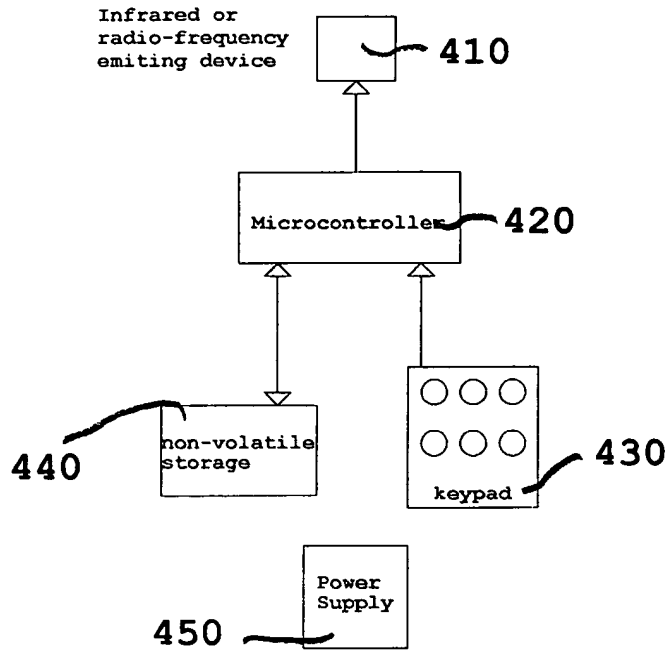 Infrared or
radio-frequency
emiting device
410
Microcontroller
420
440
non-volatile
storage
430
keypad
Power
Supply
450